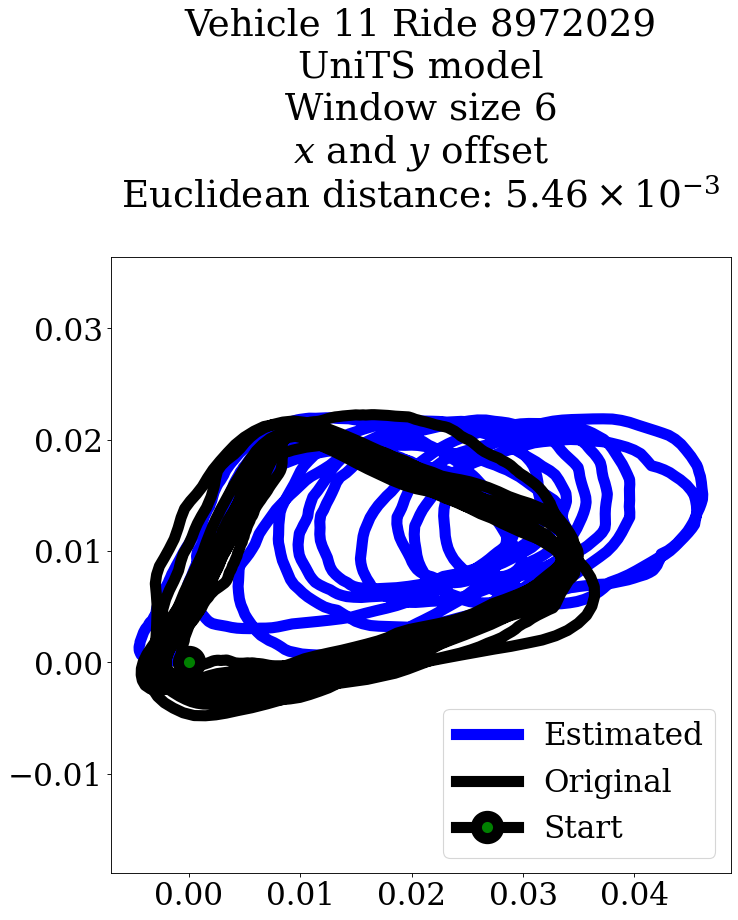 Vehicle 11 Ride 8972029
UniTS model
Window size 6
x and y offset
Euclidean distance: 5.46 × 10⁻³
0.03
0.02
0.01
0.00
−0.01
Estimated
Original
Start
0.00 0.01 0.02 0.03 0.04